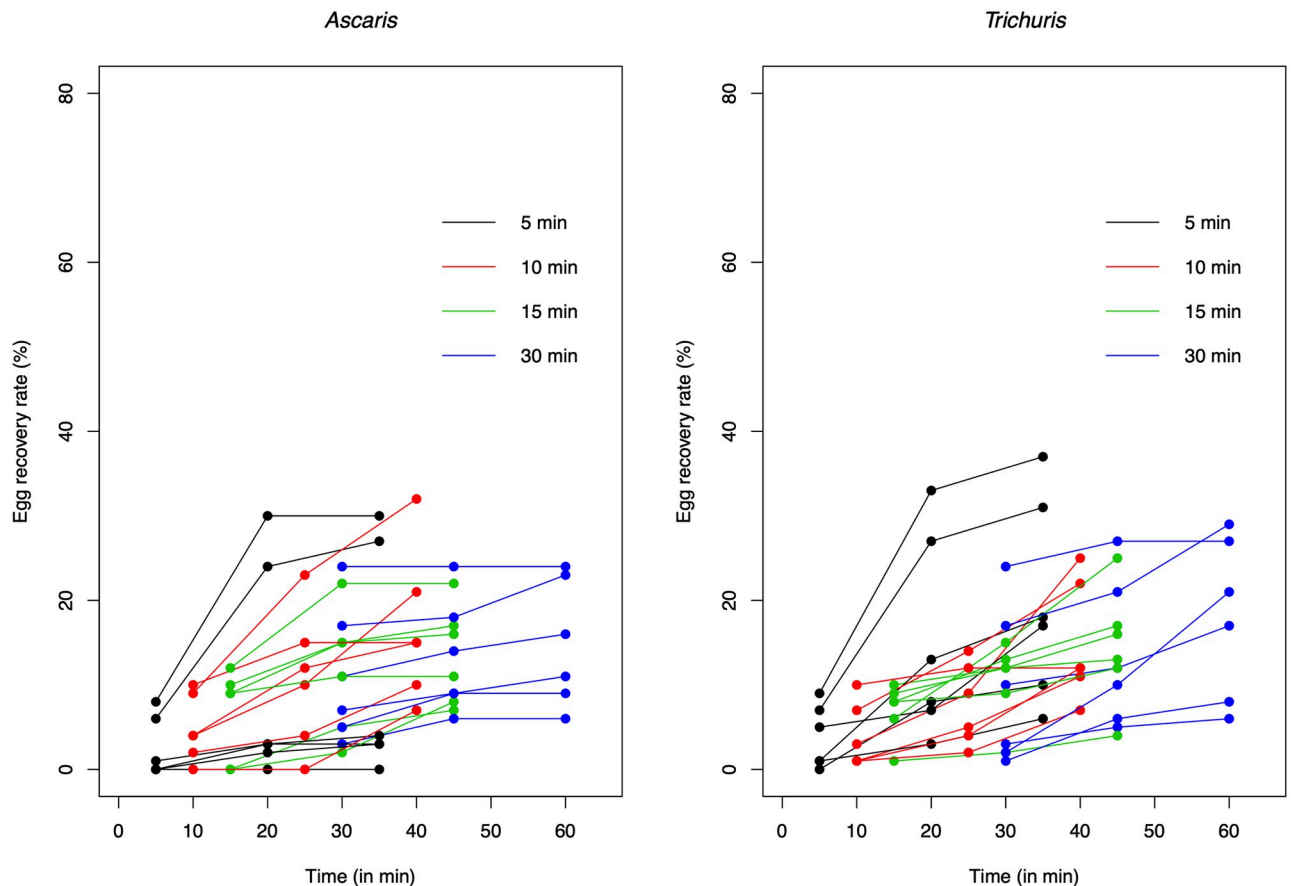 Ascaris
Egg recovery rate (%)
80
60
40
20
0
5 min
10 min
15 min
30 min
0 10 20 30 40 50 60
Time (in min)
Trichuris
Egg recovery rate (%)
80
60
40
20
0
5 min
10 min
15 min
30 min
0 10 20 30 40 50 60
Time (in min)